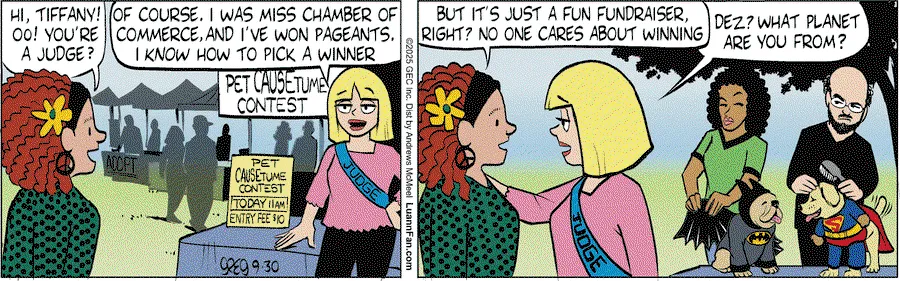 HI, TIFFANY!
OO! YOU'RE
A JUDGE?
OF COURSE. I WAS MISS CHAMBER OF
COMMERCE, AND I'VE WON PAGEANTS.
I KNOW HOW TO PICK A WINNER
PET CAUSETUME
CONTEST
ADOPT
PET
CAUSETUME
CONTEST
TODAY 11AM!
ENTRY FEE $10
JUDGE
GREG 9-30
©2025 GEC Inc. Dist by Andrews McMeel LuannFan.com
BUT IT'S JUST A FUN FUNDRAISER,
RIGHT? NO ONE CARES ABOUT WINNING
DEZ? WHAT PLANET
ARE YOU FROM?
JUDGE
S